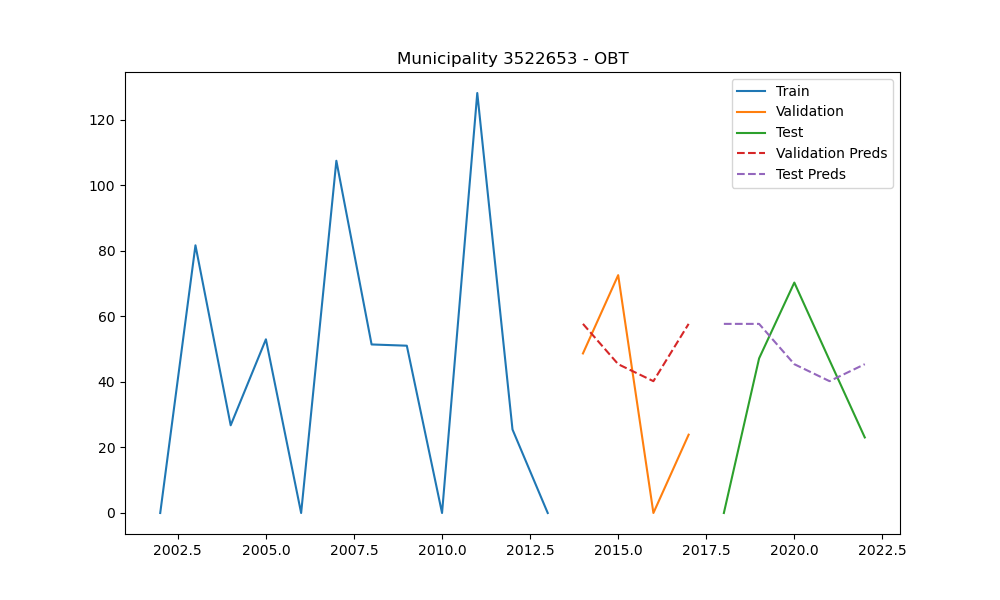 Municipality 3522653 - OBT
Train
Validation
Test
Validation Preds
Test Preds
120
100
80
60
40
20
0
2002.5 2005.0 2007.5 2010.0 2012.5 2015.0 2017.5 2020.0 2022.5